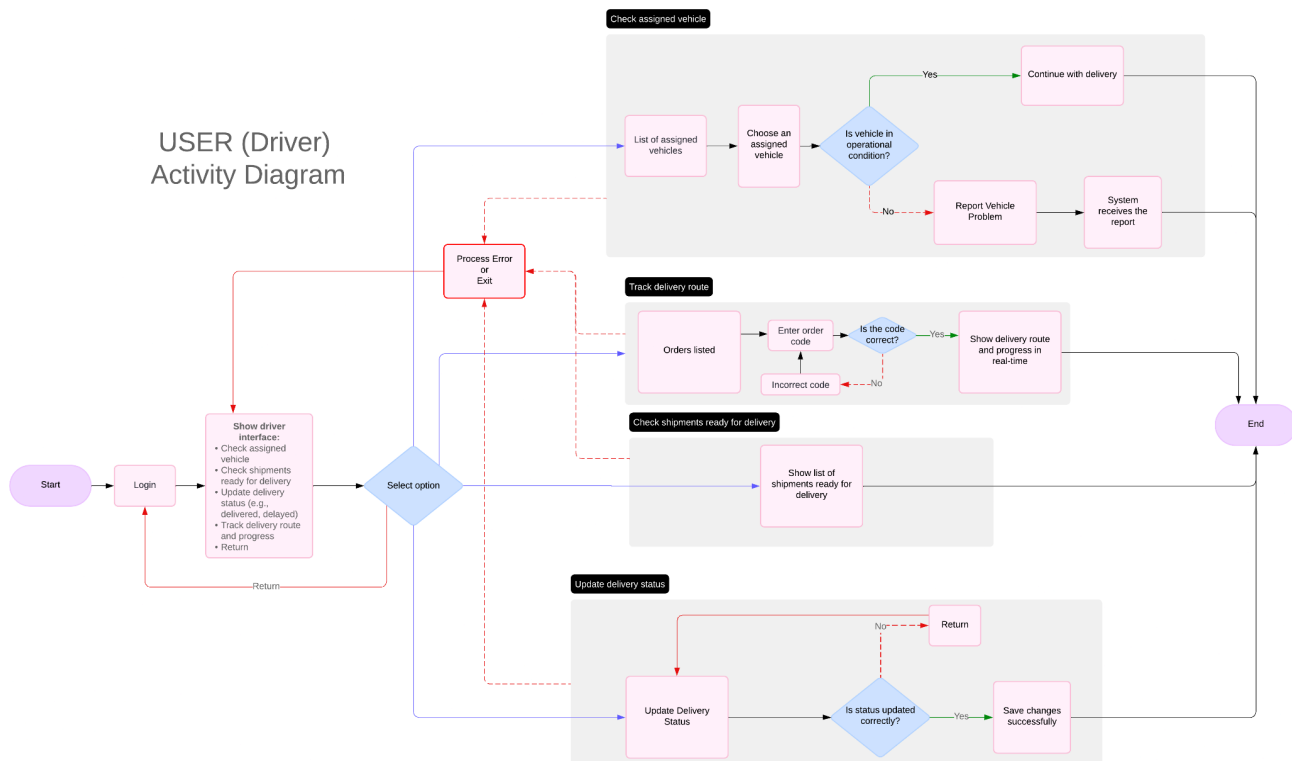 Check assigned vehicle
USER (Driver)
Activity Diagram
Yes
Continue with delivery
List of assigned
vehicles
Choose an
assigned
vehicle
Is vehicle in
operational
condition?
No
Report Vehicle
Problem
System
receives the
report
Process Error
or
Exit
Track delivery route
Orders listed
Enter order
code
Is the code
correct?
Yes
Show delivery route
and progress in
real-time
Incorrect code
No
Check shipments ready for delivery
Show list of
shipments ready for
delivery
End
Start
Login
Show driver
interface:
• Check assigned
vehicle
• Check shipments
ready for delivery
• Update delivery
status (e.g.,
delivered, delayed)
• Track delivery route
and progress
• Return
Select option
Return
Update delivery status
No
Return
Update Delivery
Status
Is status updated
correctly?
Yes
Save changes
successfully